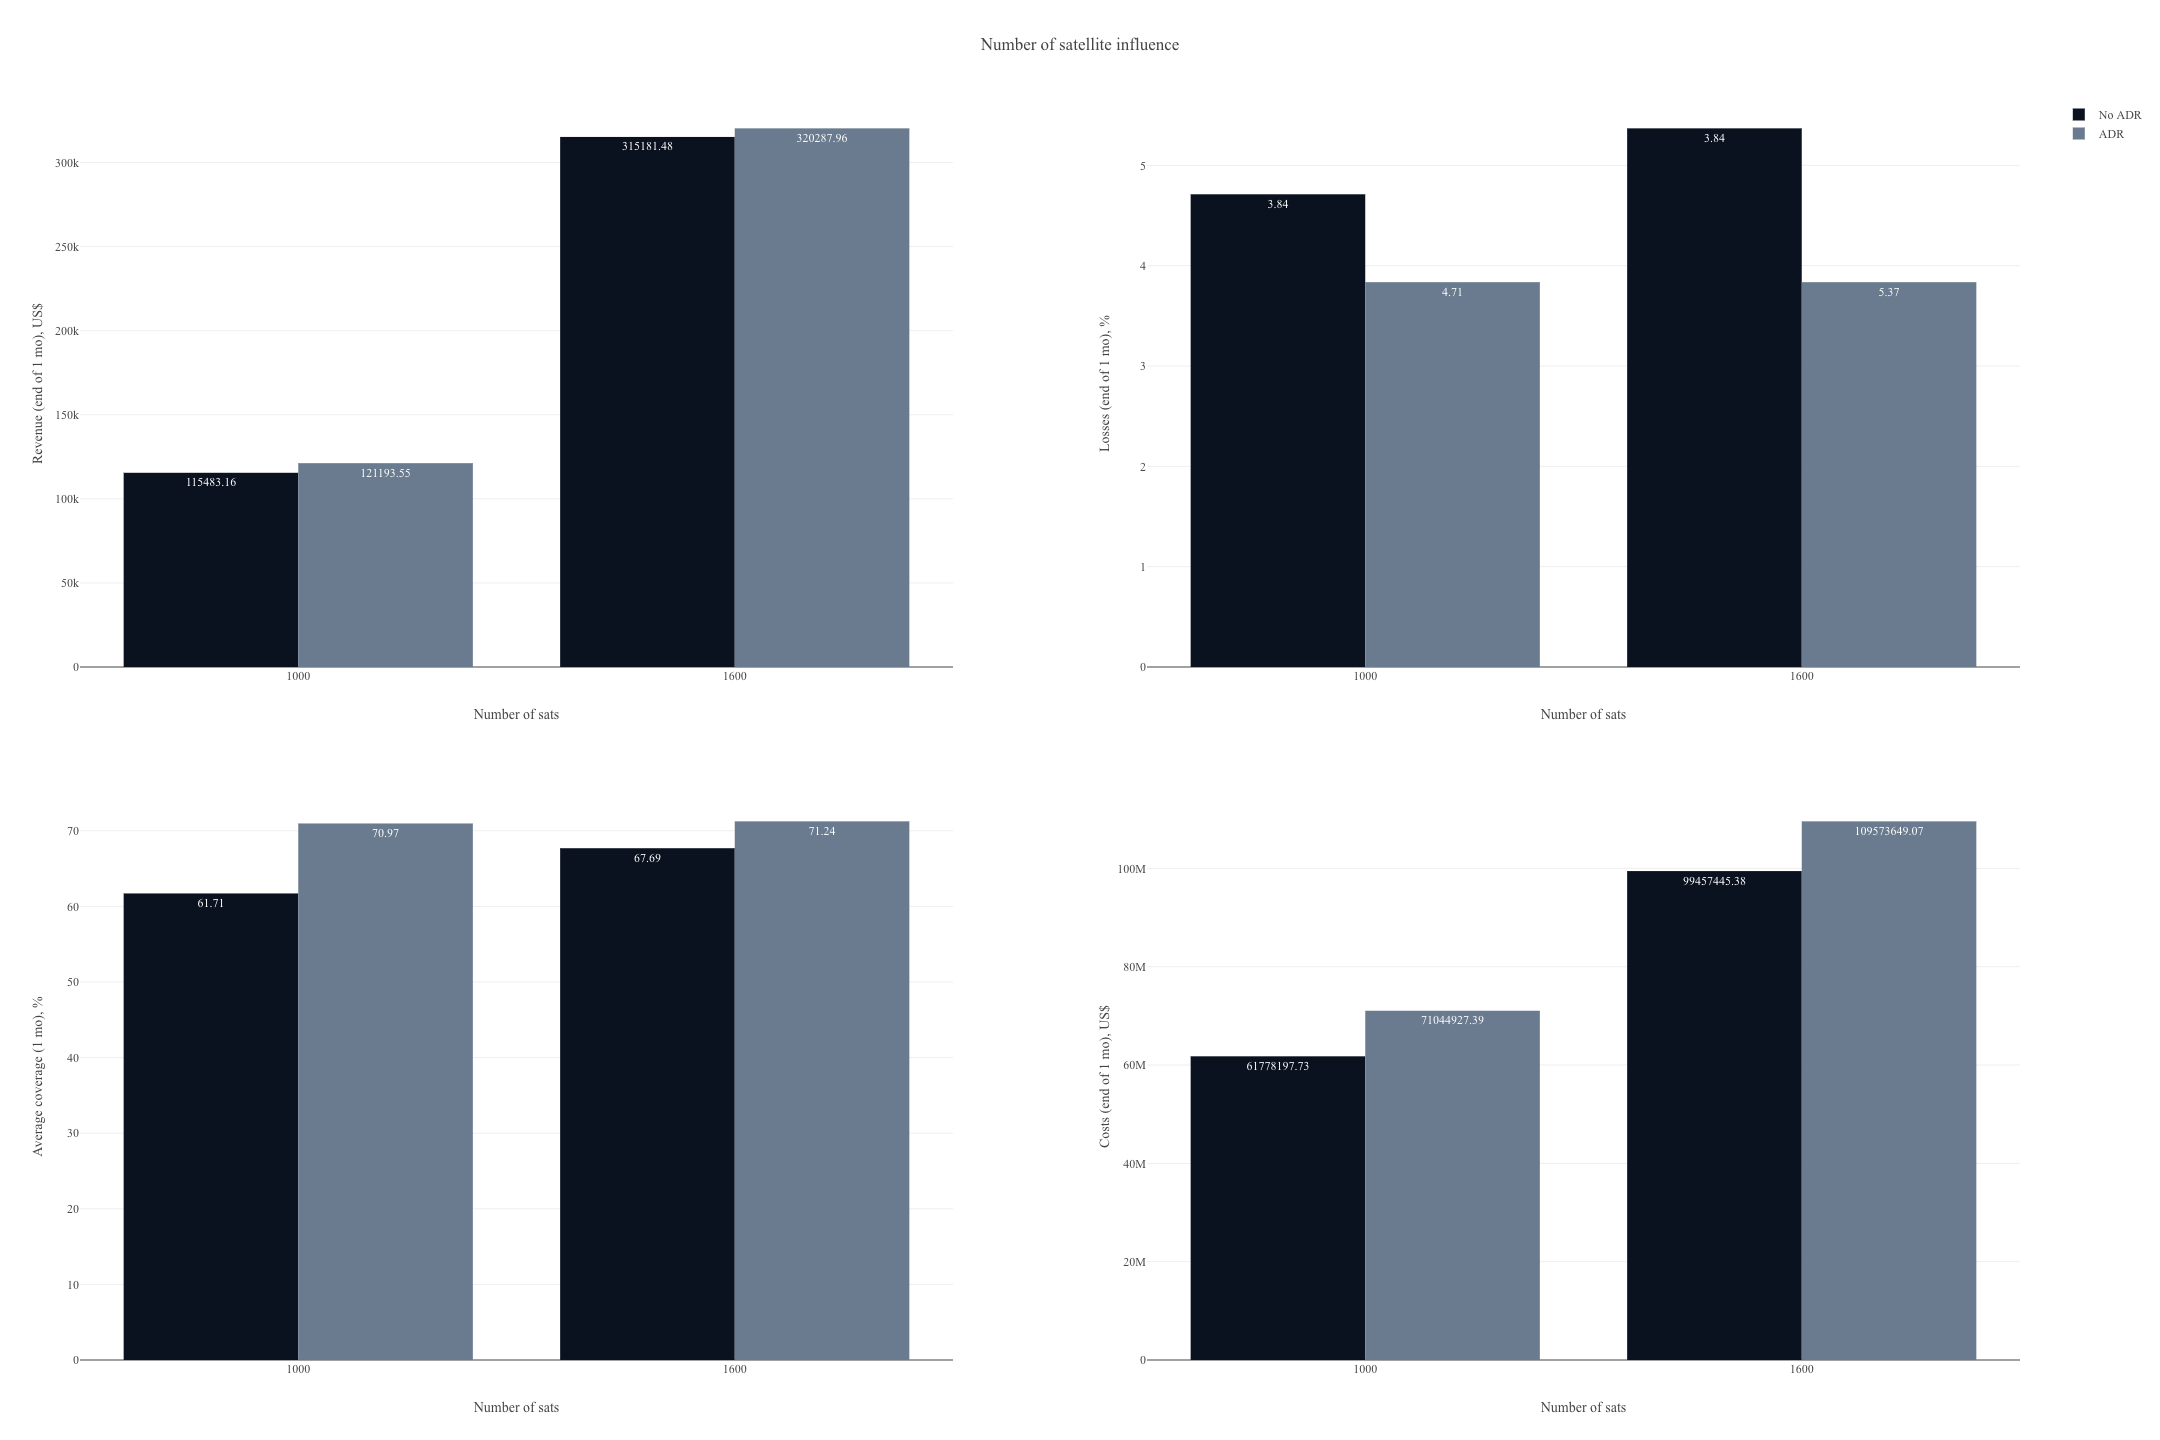 Number of satellite influence
No ADR
ADR
Revenue (end of 1 mo), US$
300k
250k
200k
150k
100k
50k
0
115483.16
121193.55
315181.48
320287.96
1000
1600
Number of sats
Losses (end of 1 mo), %
5
4
3
2
1
0
3.84
4.71
3.84
5.37
1000
1600
Number of sats
Average coverage (1 mo), %
70
60
50
40
30
20
10
0
61.71
70.97
67.69
71.24
1000
1600
Number of sats
Costs (end of 1 mo), US$
100M
80M
60M
40M
20M
0
61778197.73
71044927.39
99457445.38
109573649.07
1000
1600
Number of sats